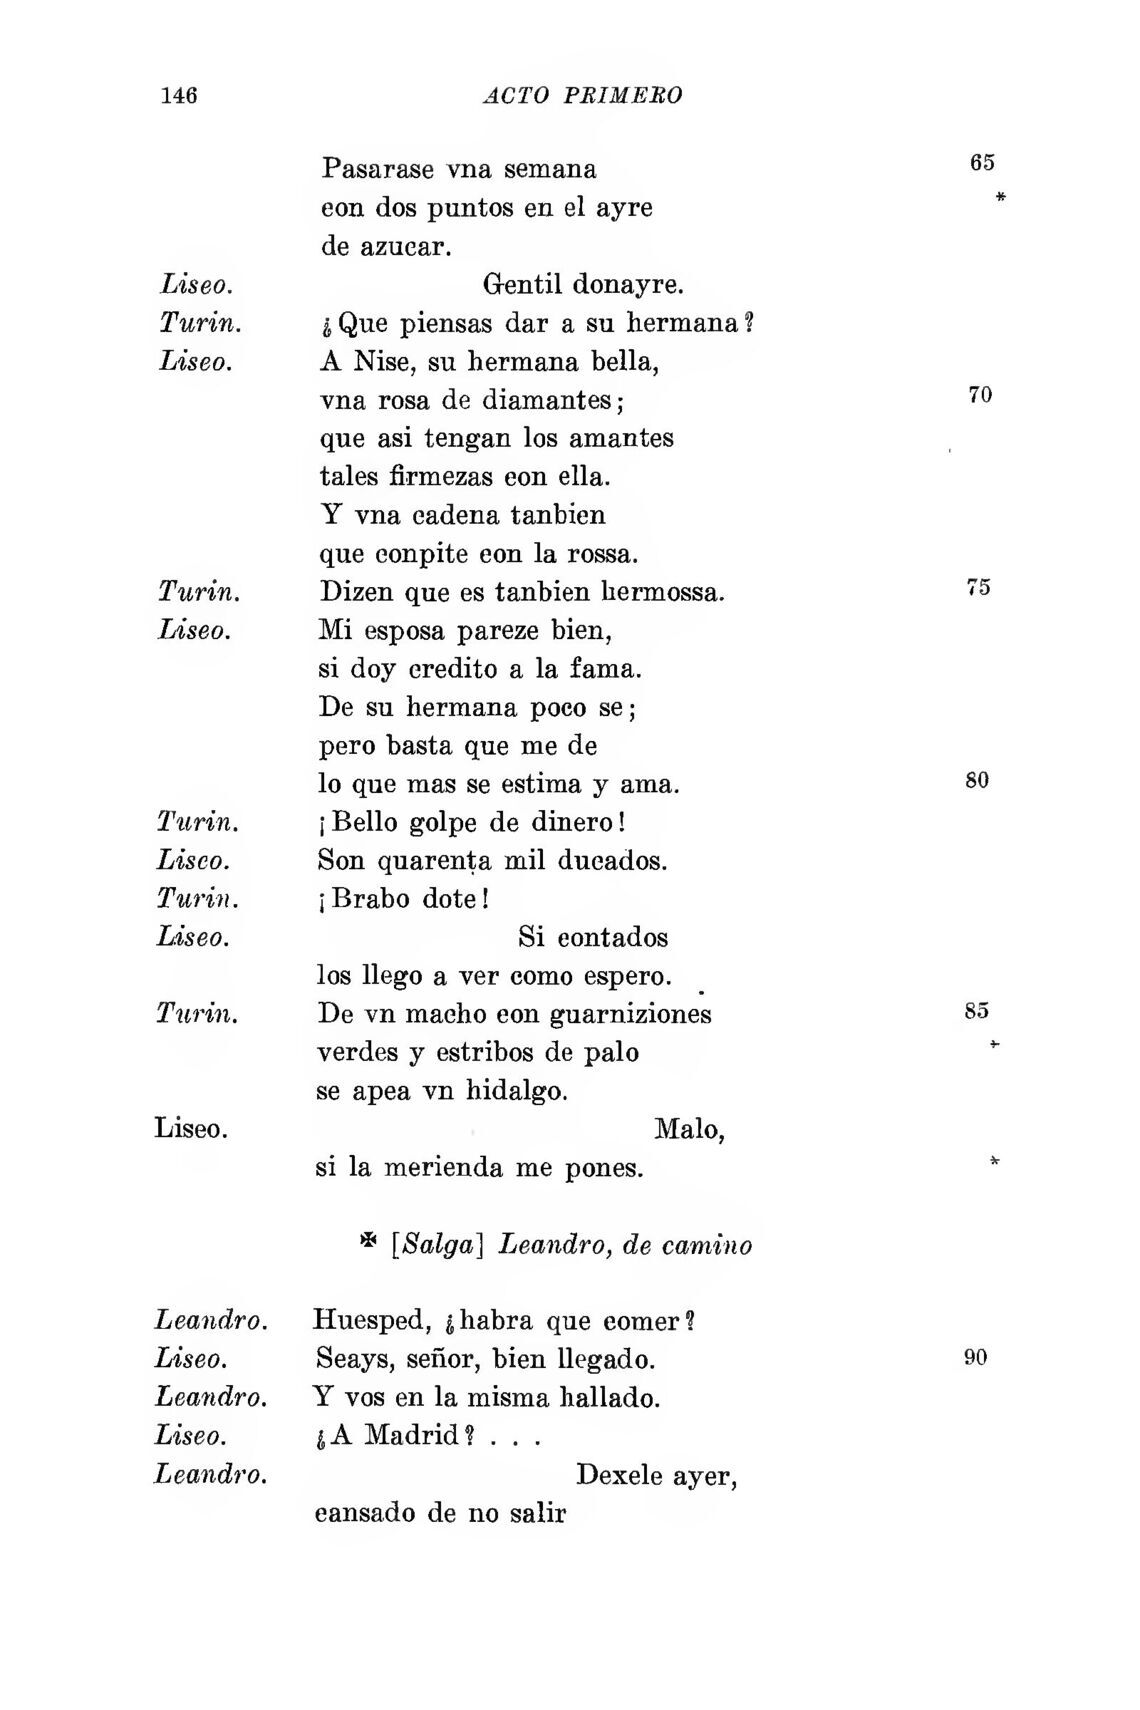 146 ACTO PRIMERO
Pasarase vna semana 65
con dos puntos en el ayre *
de azucar.
Liseo. Gentil donayre.
Turin. ¿Que piensas dar a su hermana?
Liseo. A Nise, su hermana bella,
vna rosa de diamantes; 70
que asi tengan los amantes
tales firmezas con ella.
Y vna cadena tanbien
que conpite con la rossa.
Turin. Dizen que es tanbien hermossa. 75
Liseo. Mi esposa pareze bien,
si doy credito a la fama.
De su hermana poco se;
pero basta que me de
lo que mas se estima y ama. 80
Turin. ¡Bello golpe de dinero!
Liseo. Son quarenta mil ducados.
Turin. ¡Brabo dote!
Liseo. Si contados
los llego a ver como espero.
Turin. De vn macho con guarniziones 85
verdes y estribos de palo *
se apea vn hidalgo.
Liseo. Malo,
si la merienda me pones. *
✠ [Salga] Leandro, de camino
Leandro. Huesped, ¿habra que comer?
Liseo. Seays, señor, bien llegado. 90
Leandro. Y vos en la misma hallado.
Liseo. ¿A Madrid? . . .
Leandro. Dexele ayer,
cansado de no salir